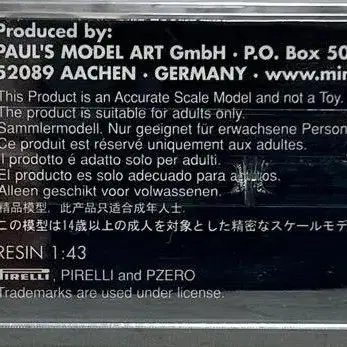 Produced by:
PAUL'S MODEL ART GmbH · P.O. Box 50
52089 AACHEN · GERMANY · www.min
This Product is an Accurate Scale Model and not a Toy.
The product is suitable for adults only.
Sammlermodell. Nur geeignet für erwachsene Person
Ce produit est réservé uniquement aux adultes.
Il prodotto é adatto solo per adulti.
El producto es solo adecuado para adultos.
Alleen geschikt voor volwassenen.
精品模型，此产品只适合成年人士.
この模型は14歳以上の成人を対象とした精密なスケールモデ
RESIN 1:43
PIRELLI, PIRELLI and PZERO
Trademarks are used under license.